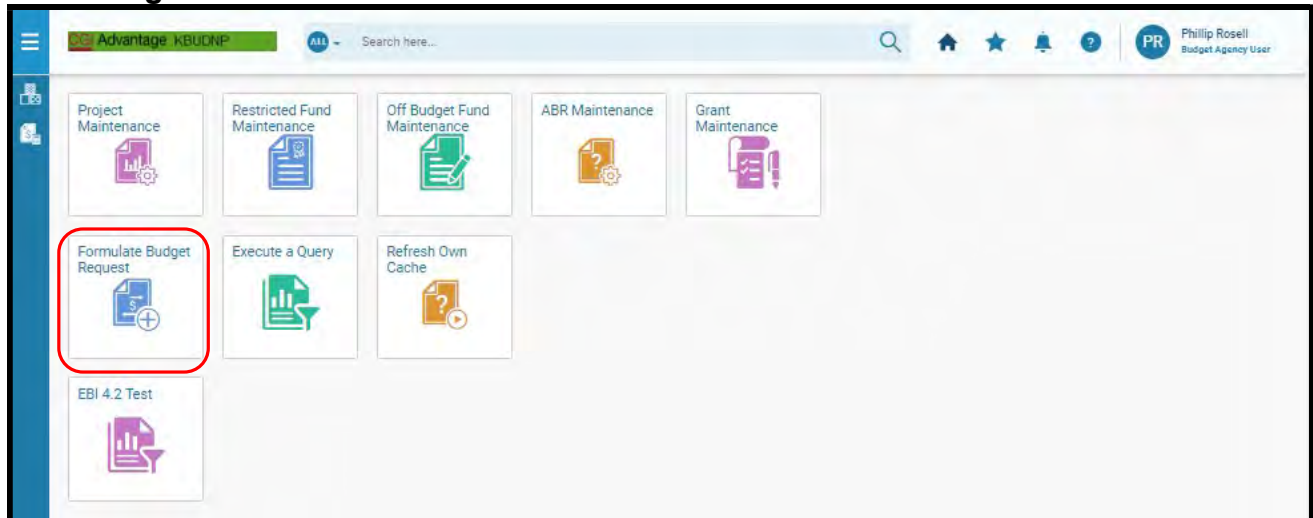 CGI Advantage KBUDNP
ALL
Search here...
PR
Phillip Rosell
Budget Agency User
Project
Maintenance
Restricted Fund
Maintenance
Off Budget Fund
Maintenance
ABR Maintenance
Grant
Maintenance
Formulate Budget
Request
Execute a Query
Refresh Own
Cache
EBI 4.2 Test